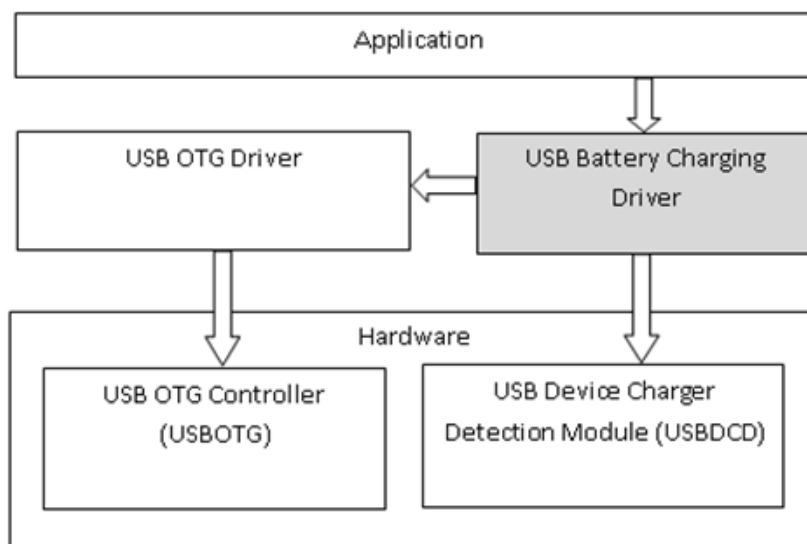 Application
USB OTG Driver
USB Battery Charging
Driver
Hardware
USB OTG Controller
(USBOTG)
USB Device Charger
Detection Module (USBDCD)